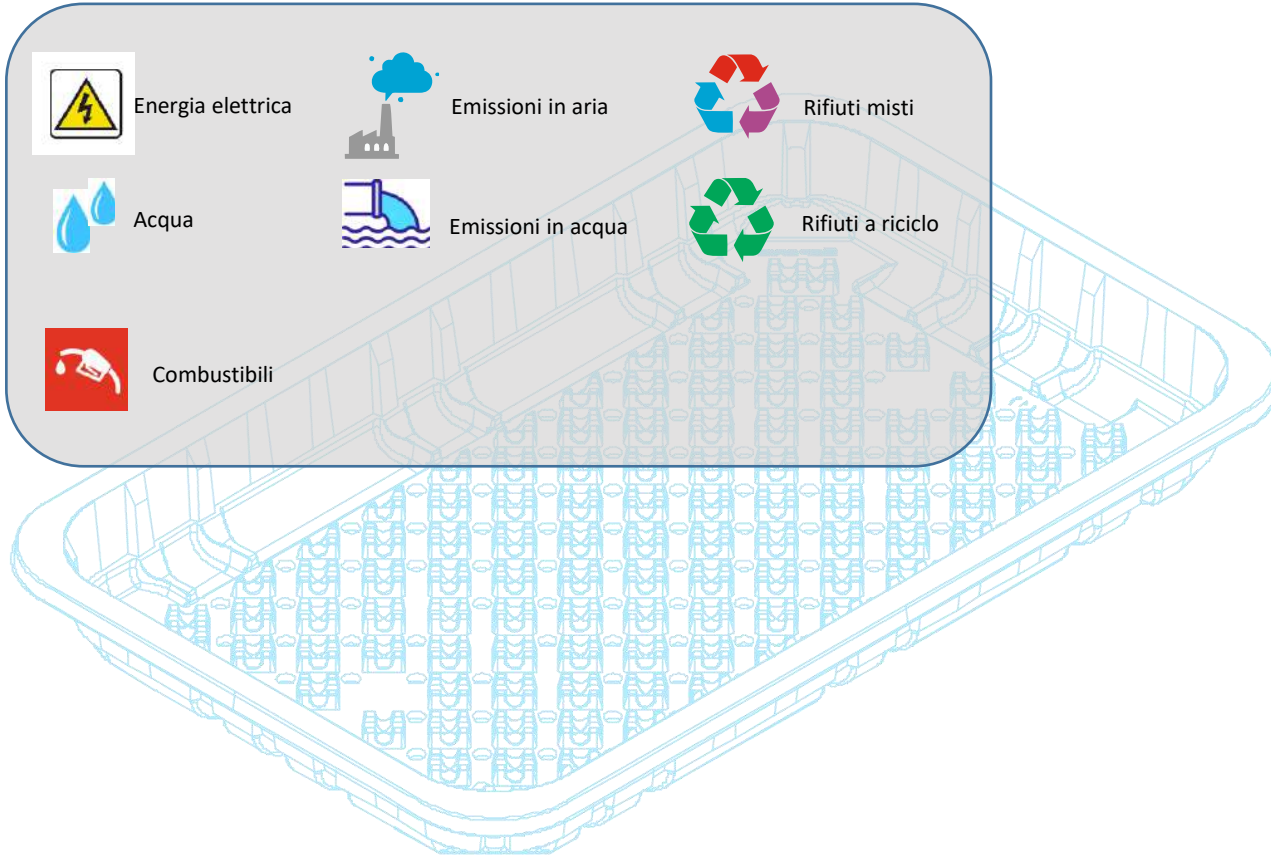 Energia elettrica
Emissioni in aria
Rifiuti misti
Acqua
Emissioni in acqua
Rifiuti a riciclo
Combustibili